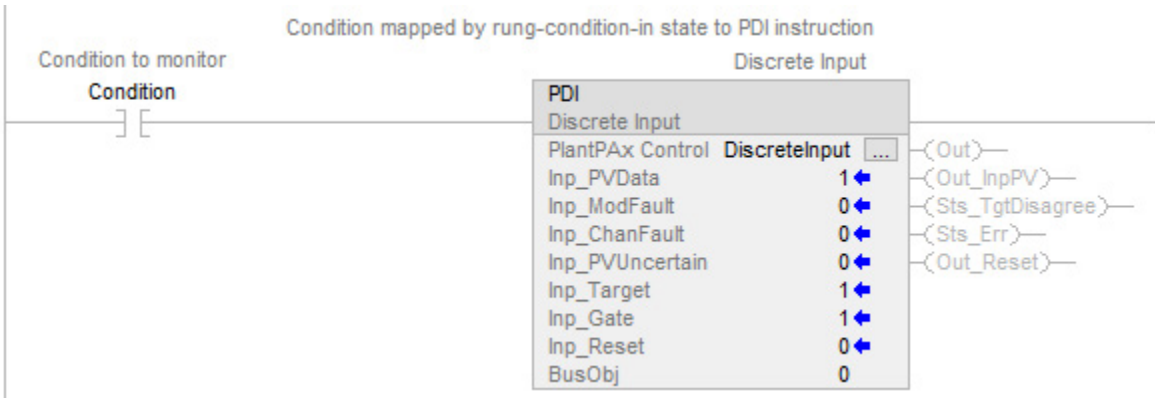 Condition mapped by rung-condition-in state to PDI instruction
Condition to monitor
Condition
Discrete Input
PDI
Discrete Input
PlantPAx Control DiscreteInput ... (Out)
Inp_PVData 1 (Out_InpPV)
Inp_ModFault 0 (Sts_TgtDisagree)
Inp_ChanFault 0 (Sts_Err)
Inp_PVUncertain 0 (Out_Reset)
Inp_Target 1
Inp_Gate 1
Inp_Reset 0
BusObj 0